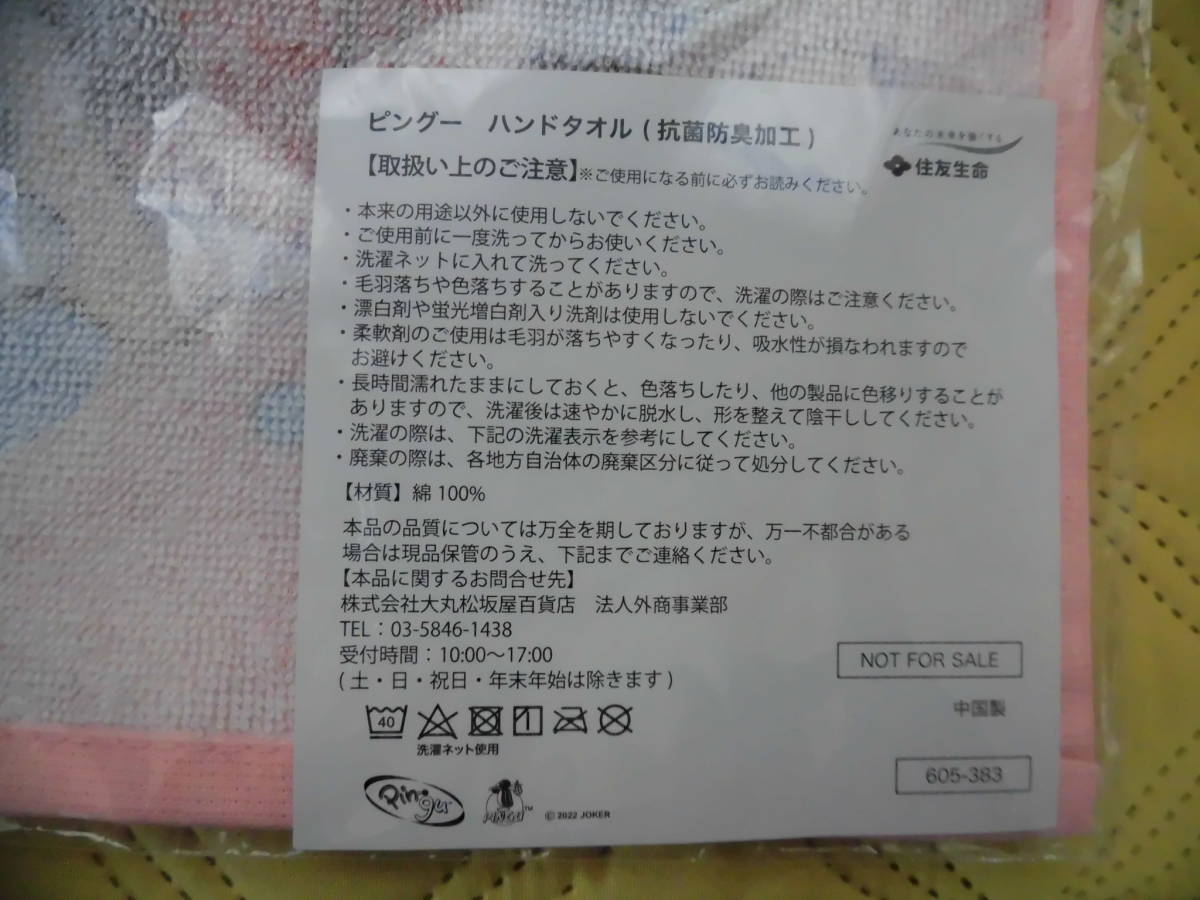 ピングー　ハンドタオル ( 抗菌防臭加工 )
あなたの未来を強くする
住友生命
【取扱い上のご注意】※ご使用になる前に必ずお読みください。
・本来の用途以外に使用しないでください。
・ご使用前に一度洗ってからお使いください。
・洗濯ネットに入れて洗ってください。
・毛羽落ちや色落ちすることがありますので、洗濯の際はご注意ください。
・漂白剤や蛍光増白剤入り洗剤は使用しないでください。
・柔軟剤のご使用は毛羽が落ちやすくなったり、吸水性が損なわれますので
お避けください。
・長時間濡れたままにしておくと、色落ちしたり、他の製品に色移りすることが
ありますので、洗濯後は速やかに脱水し、形を整えて陰干ししてください。
・洗濯の際は、下記の洗濯表示を参考にしてください。
・廃棄の際は、各地方自治体の廃棄区分に従って処分してください。
【材質】綿 100%
本品の品質については万全を期しておりますが、万一不都合がある
場合は現品保管のうえ、下記までご連絡ください。
【本品に関するお問合せ先】
株式会社大丸松坂屋百貨店　法人外商事業部
TEL：03-5846-1438
受付時間：10:00～17:00
( 土・日・祝日・年末年始は除きます )
NOT FOR SALE
中国製
40
洗濯ネット使用
605-383
Pingu
PINGU™
© 2022 JOKER